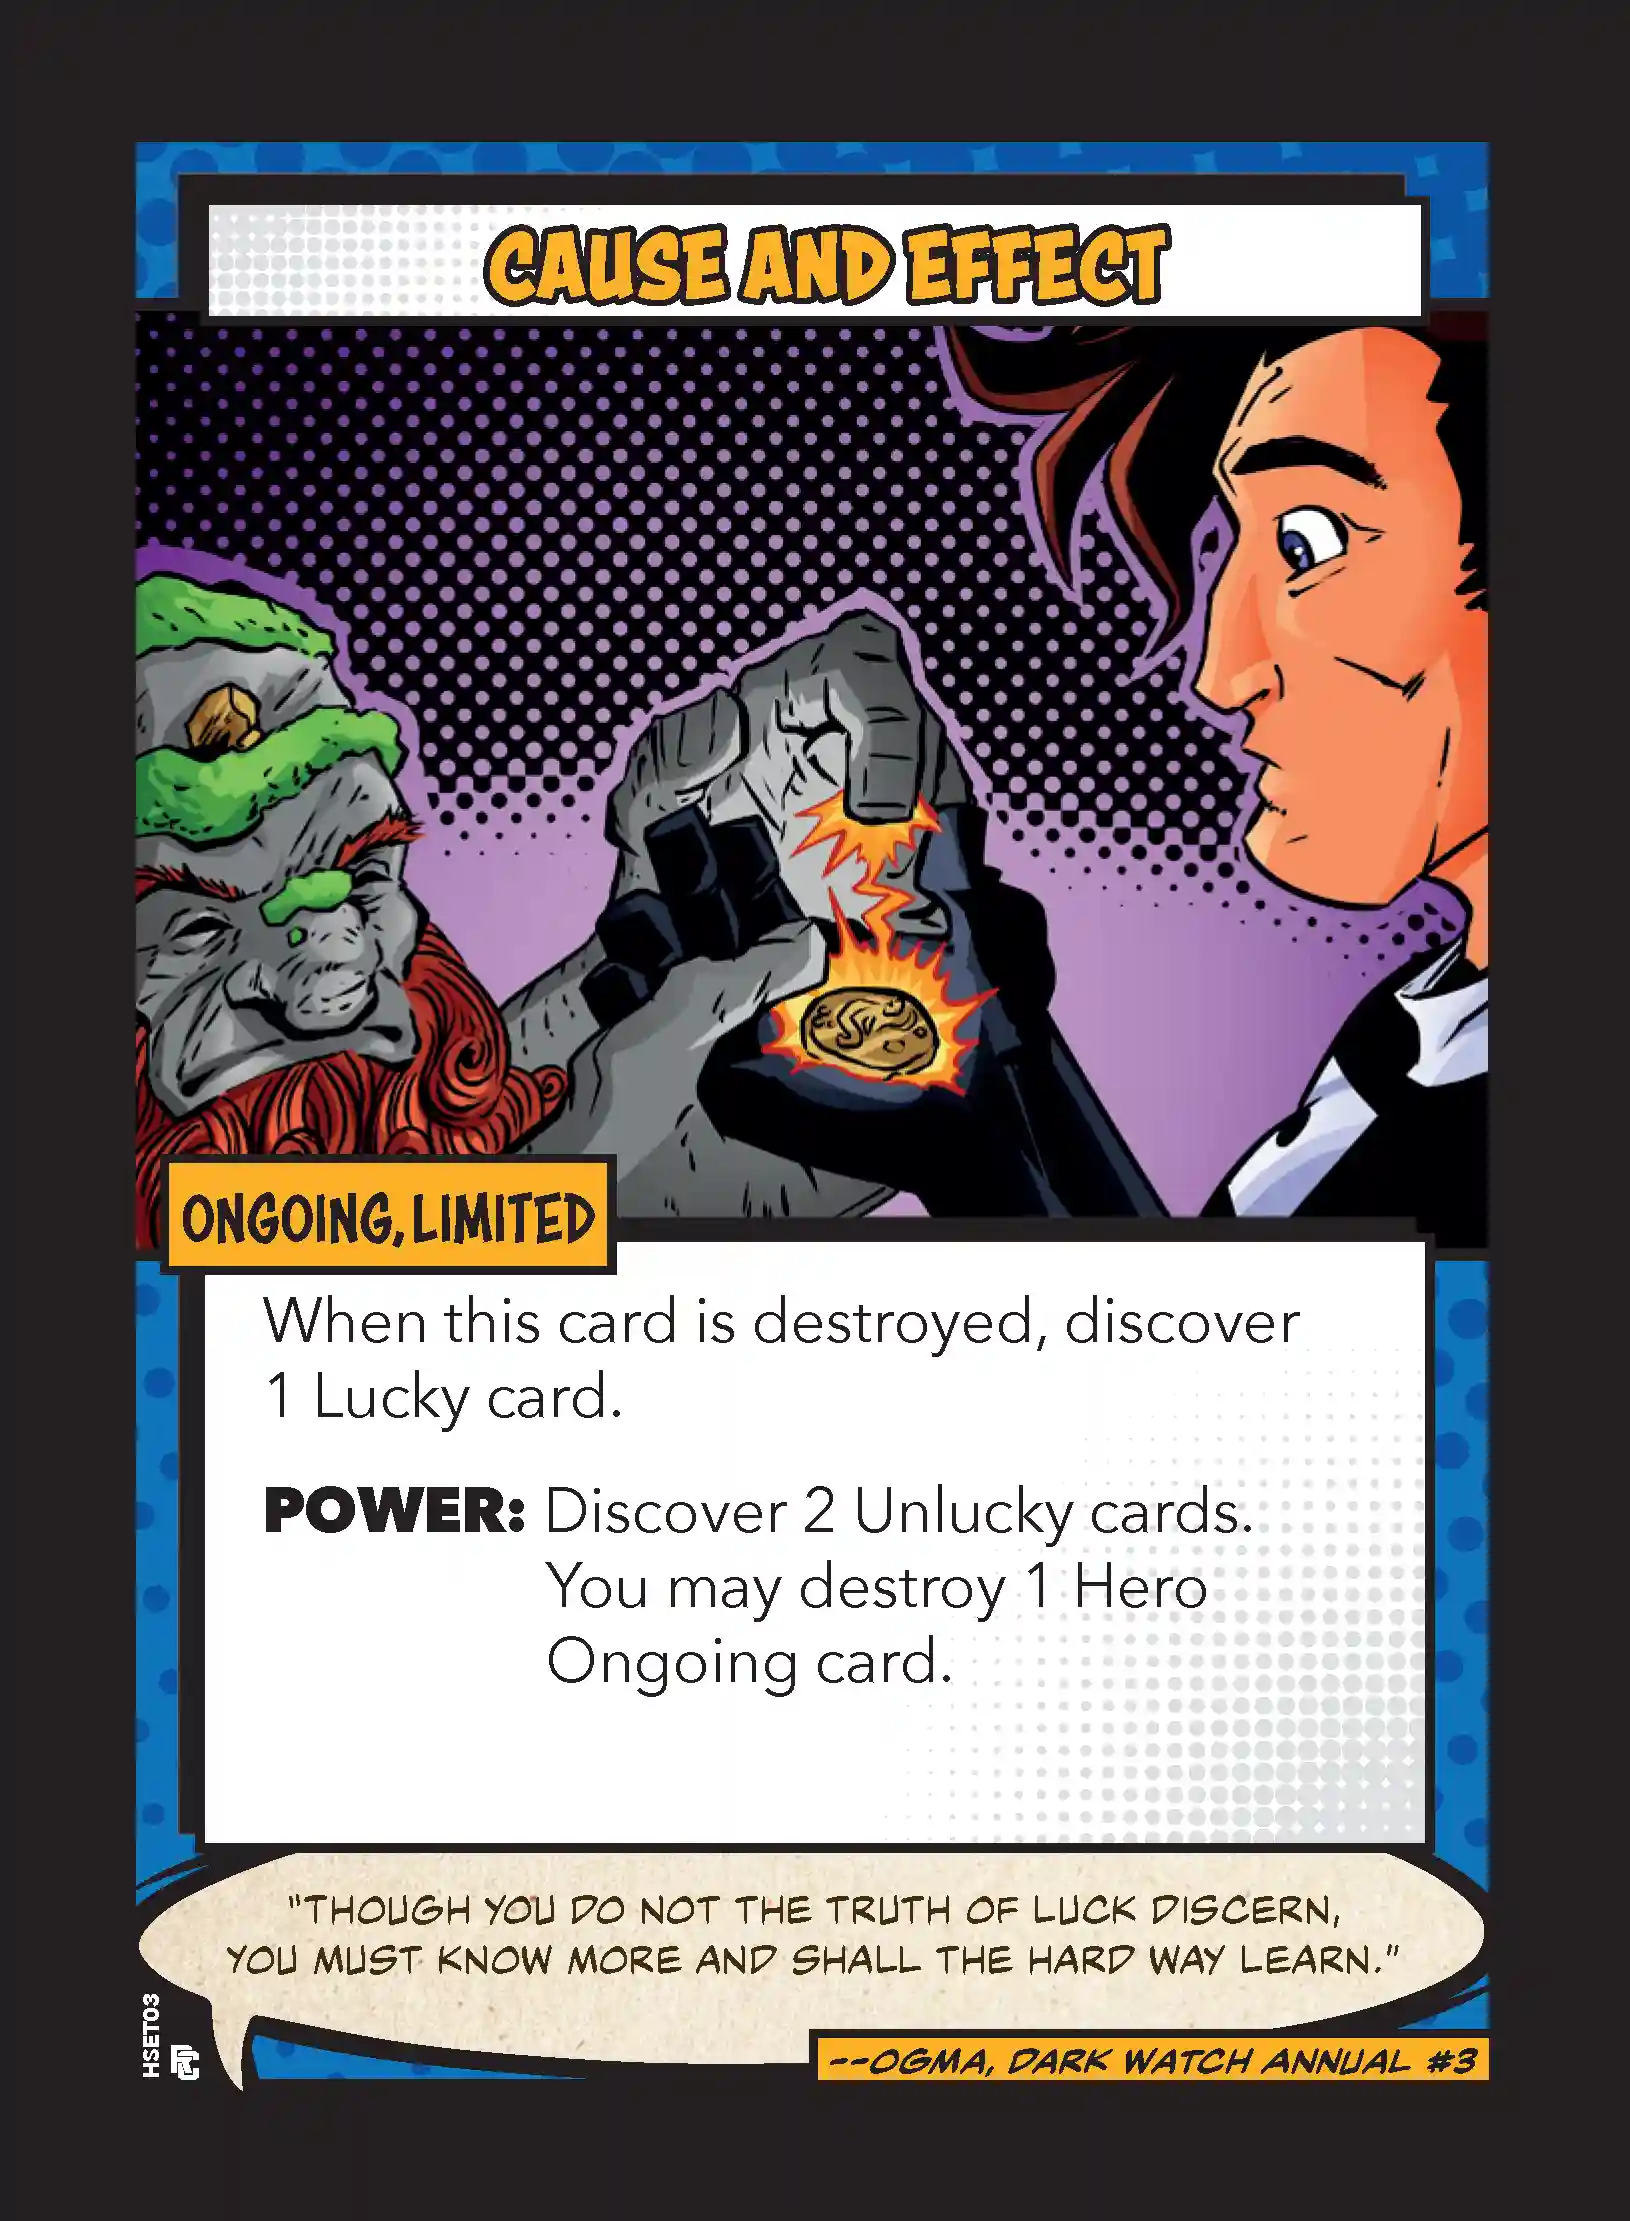 CAUSE AND EFFECT
ONGOING, LIMITED
When this card is destroyed, discover
1 Lucky card.
POWER: Discover 2 Unlucky cards.
You may destroy 1 Hero
Ongoing card.
"THOUGH YOU DO NOT THE TRUTH OF LUCK DISCERN,
YOU MUST KNOW MORE AND SHALL THE HARD WAY LEARN."
--OGMA, DARK WATCH ANNUAL #3
HSET03